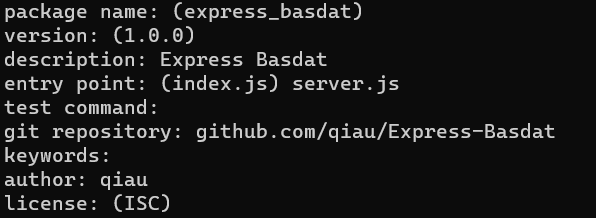 package name: (express_basdat)
version: (1.0.0)
description: Express Basdat
entry point: (index.js) server.js
test command:
git repository: github.com/qiau/Express-Basdat
keywords:
author: qiau
license: (ISC)